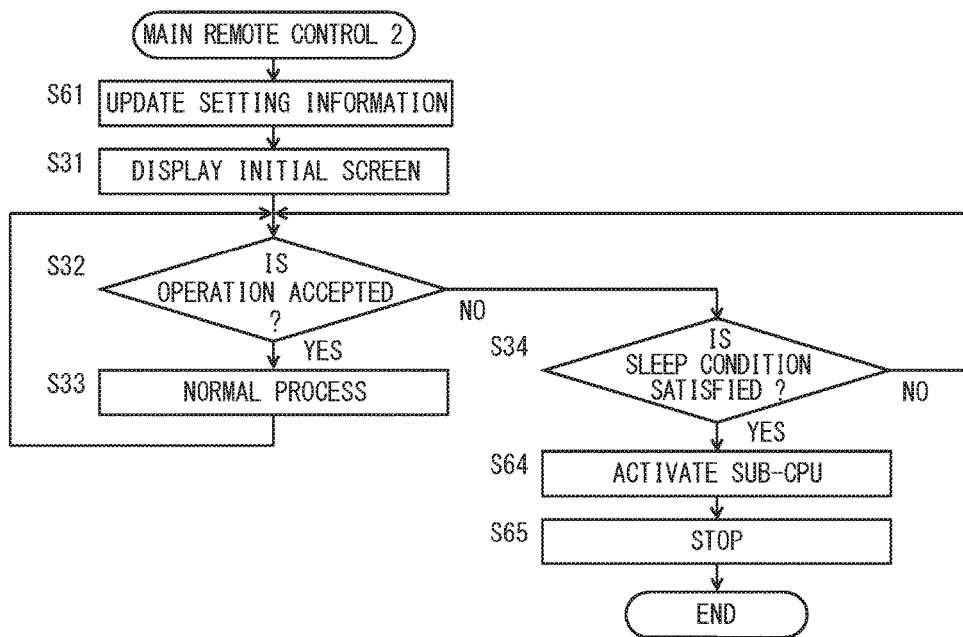 MAIN REMOTE CONTROL 2
S61
UPDATE SETTING INFORMATION
S31
DISPLAY INITIAL SCREEN
S32
IS
OPERATION ACCEPTED
?
NO
YES
S33
NORMAL PROCESS
S34
IS
SLEEP CONDITION
SATISFIED ?
NO
YES
S64
ACTIVATE SUB-CPU
S65
STOP
END